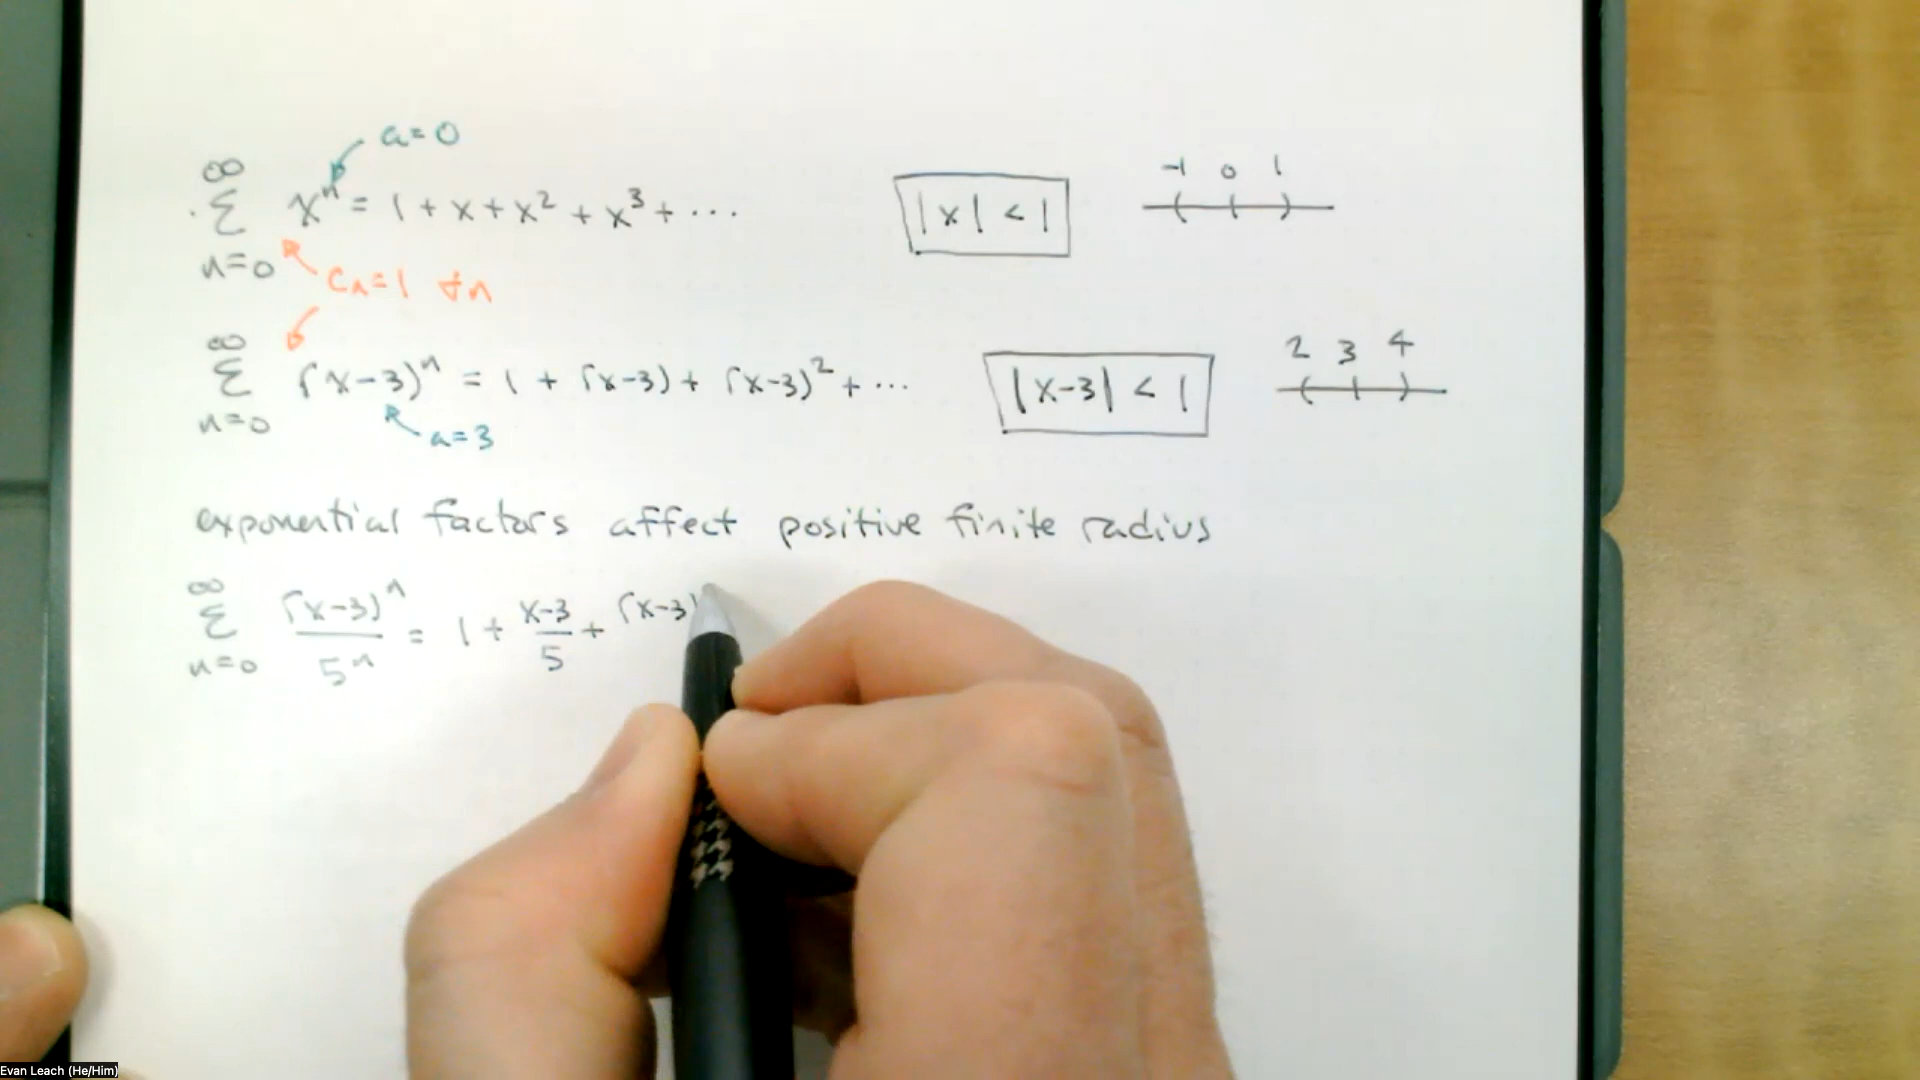 a=0
∞ -1 0 1
Σ xⁿ = 1 + x + x² + x³ + ... |x| < 1
n=0
Cₙ=1 ∀n
∞ 2 3 4
Σ (x-3)ⁿ = 1 + (x-3) + (x-3)² + ... |x-3| < 1
n=0
a=3
exponential factors affect positive finite radius
∞
Σ (x-3)ⁿ/5ⁿ = 1 + x-3/5 + (x-3)
n=0
Evan Leach (He/Him)